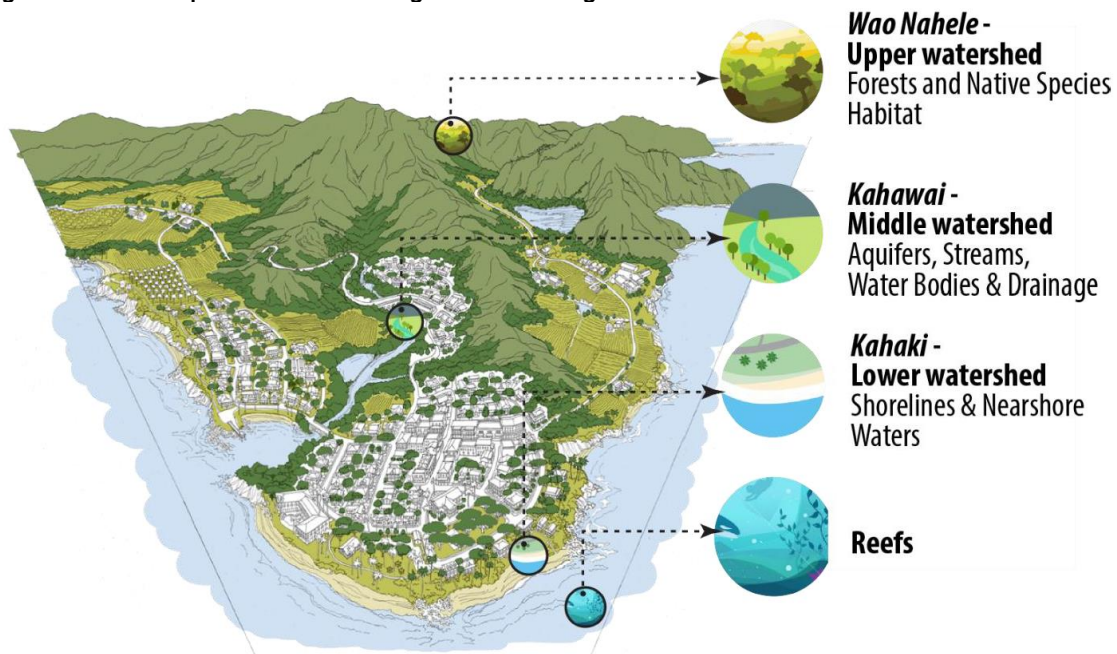 Wao Nahele -
Upper watershed
Forests and Native Species
Habitat
Kahawai -
Middle watershed
Aquifers, Streams,
Water Bodies & Drainage
Kahaki -
Lower watershed
Shorelines & Nearshore
Waters
Reefs